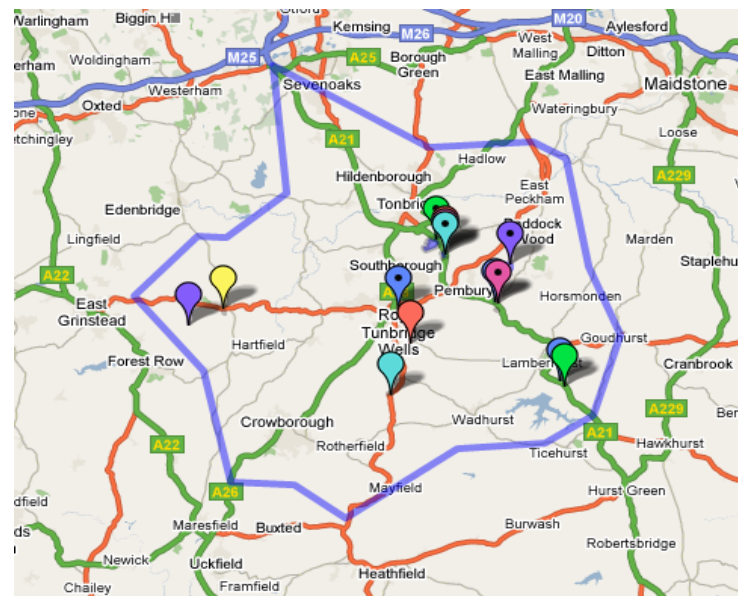 Warlingham
Biggin Hill
Otford
Kemsing
M20
Aylesford
M26
West
Malling
Ditton
Woldingham
M25
A25
Borough
Green
East Malling
Westerham
Sevenoaks
Maidstone
Oxted
Wateringbury
Loose
A21
Hadlow
Hildenborough
A229
East
Peckham
Edenbridge
Lingfield
Marden
Wood
Southborough
A22
Pembury
Horsmonden
East
Grinstead
Tunbridge
Wells
Goudhurst
Hartfield
Forest Row
Cranbrook
Crowborough
A229
Wadhurst
A22
Rotherfield
A21
Hawkhurst
Ticehurst
A26
Mayfield
Hurst Green
Maresfield
Buxted
Burwash
Robertsbridge
Newick
Uckfield
Heathfield
Chailey
Framfield